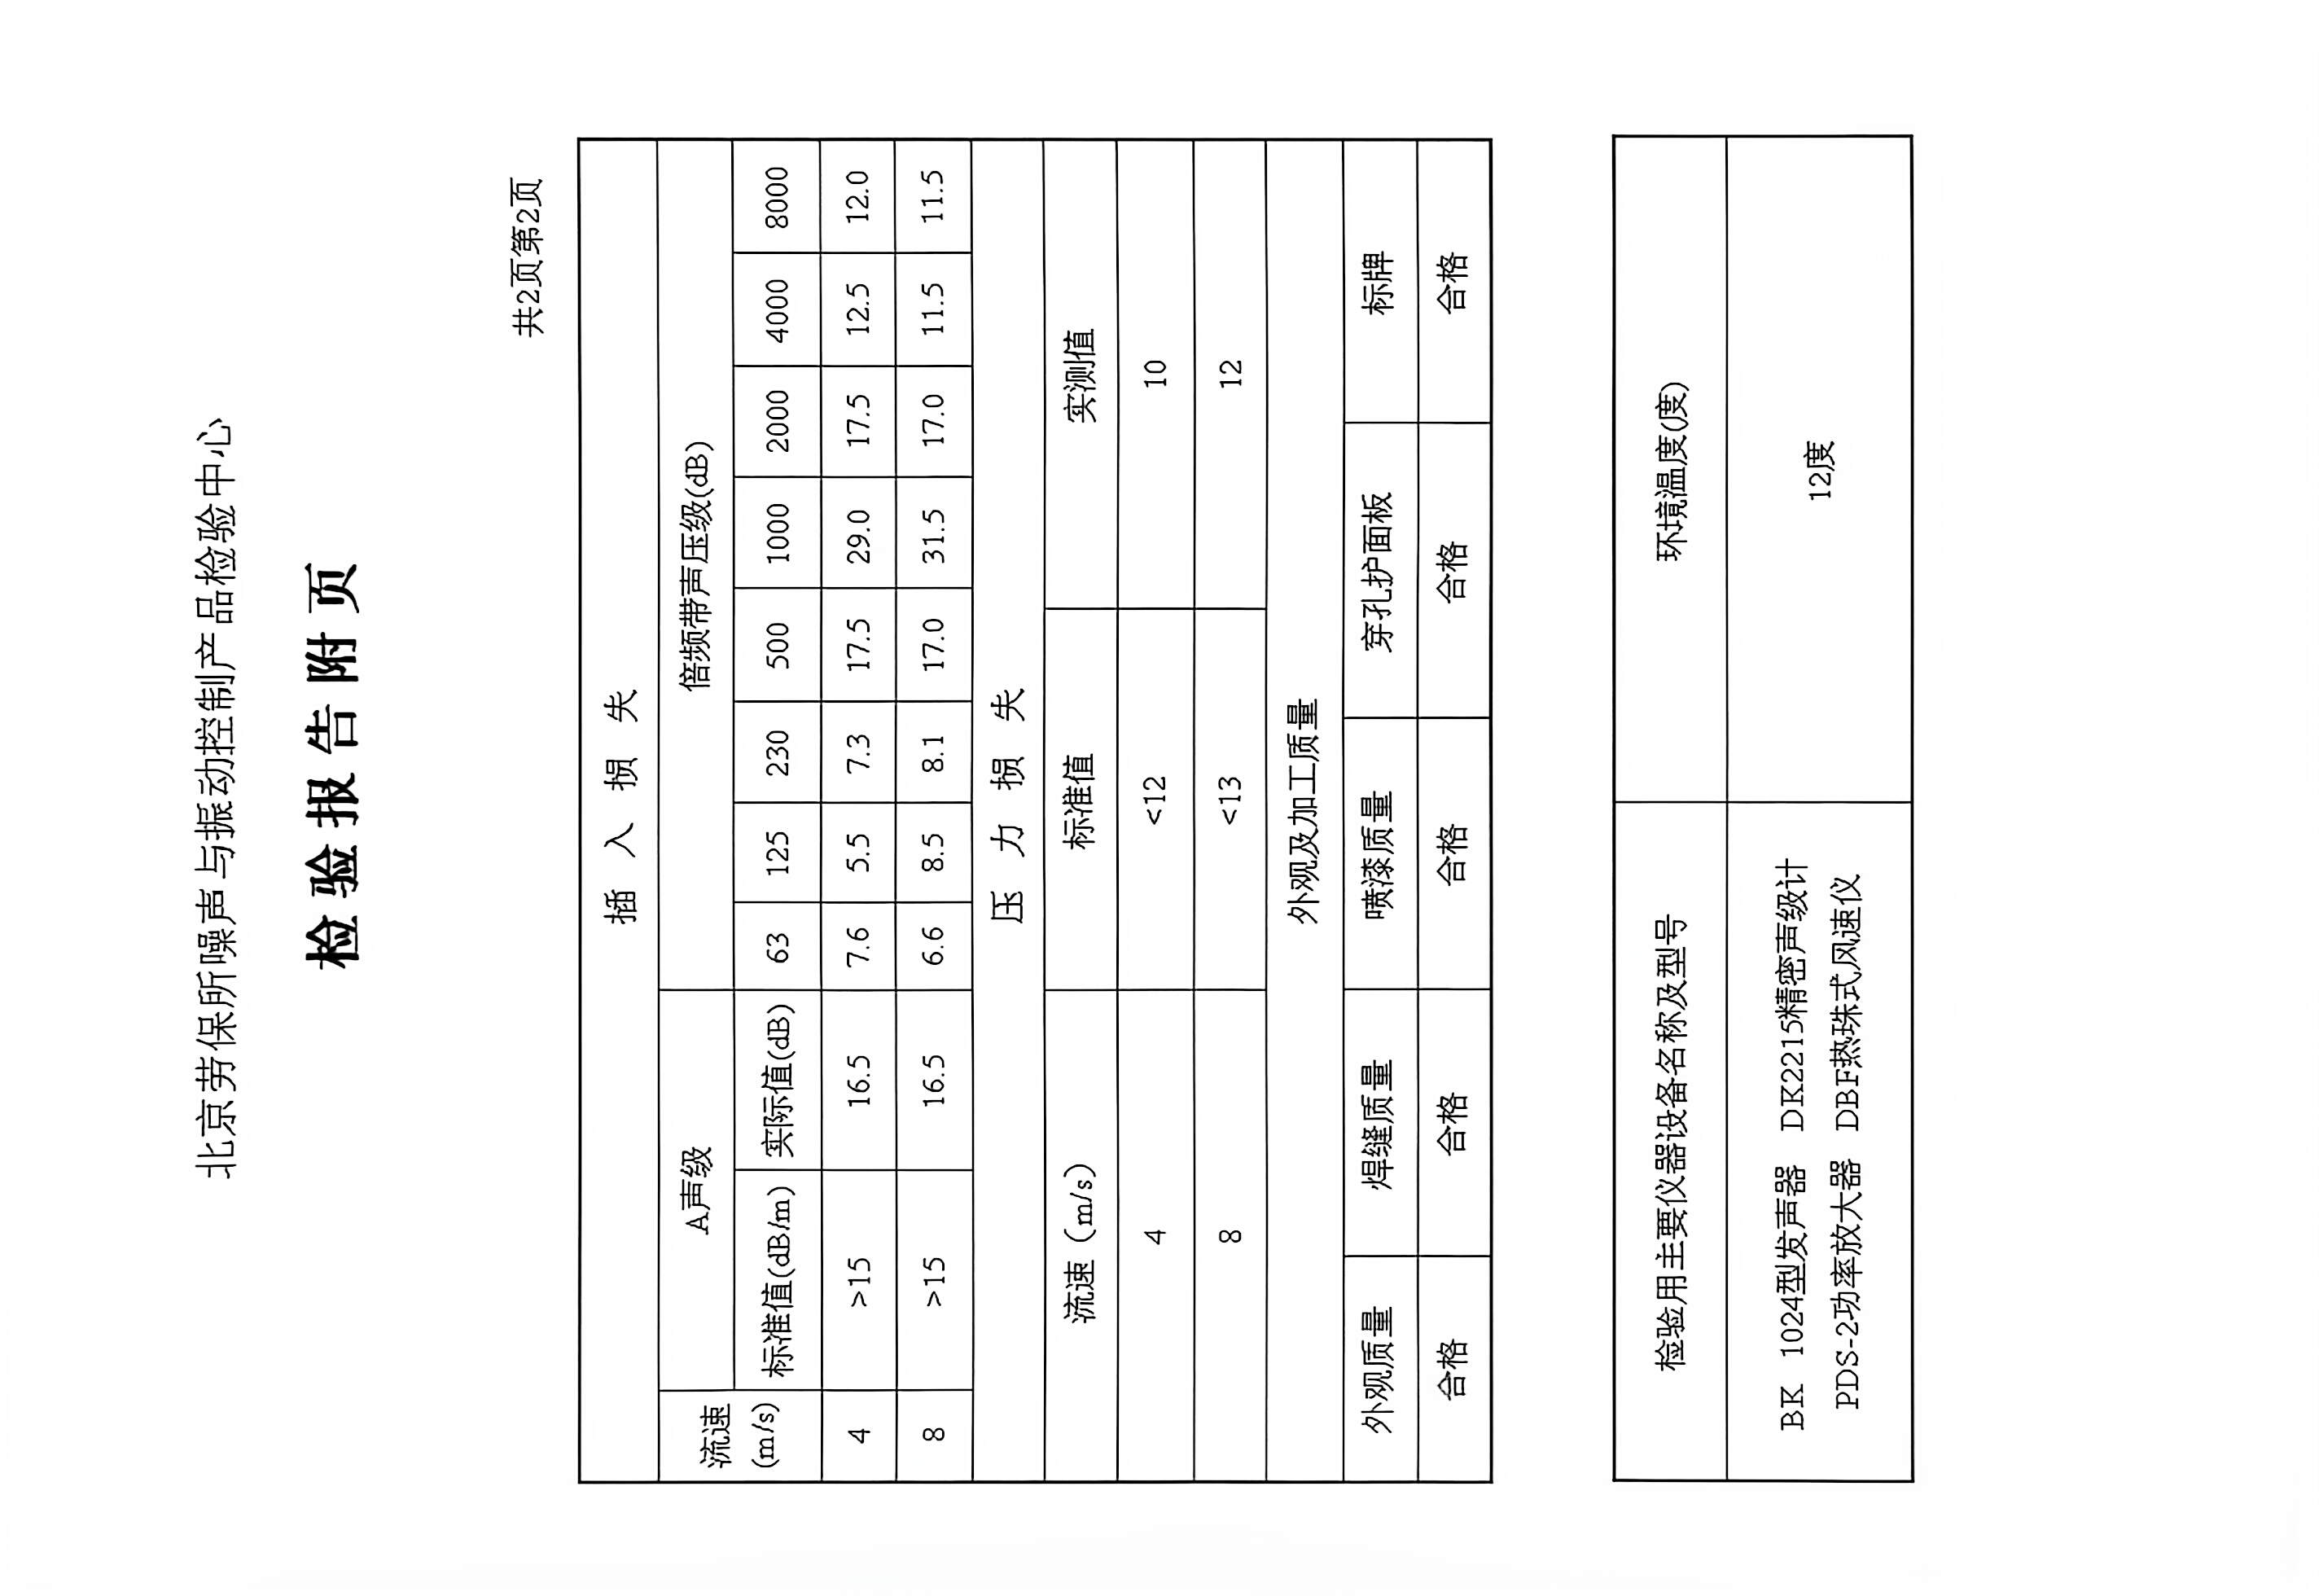 北京劳保所噪声与振动控制产品检验中心
检验报告附页
共2页第2页
插入损失
流速(m/s) A声级 倍频带声压级(dB)
标准值(dB/m) 实际值(dB) 63 125 230 500 1000 2000 4000 8000
4 >15 16.5 7.6 5.5 7.3 17.5 29.0 17.5 12.5 12.0
8 >15 16.5 6.6 8.5 8.1 17.0 31.5 17.0 11.5 11.5
压力损失
流速(m/s) 标准值 实测值
4 <12 10
8 <13 12
外观及加工质量
外观质量 焊缝质量 喷漆质量 穿孔护面板 标牌
合格 合格 合格 合格 合格
检验用主要仪器设备名称及型号 环境温度(度)
BK 1024型发声器 DK2215精密声级计 12度
PDS-2功率放大器 DBF热珠式风速仪